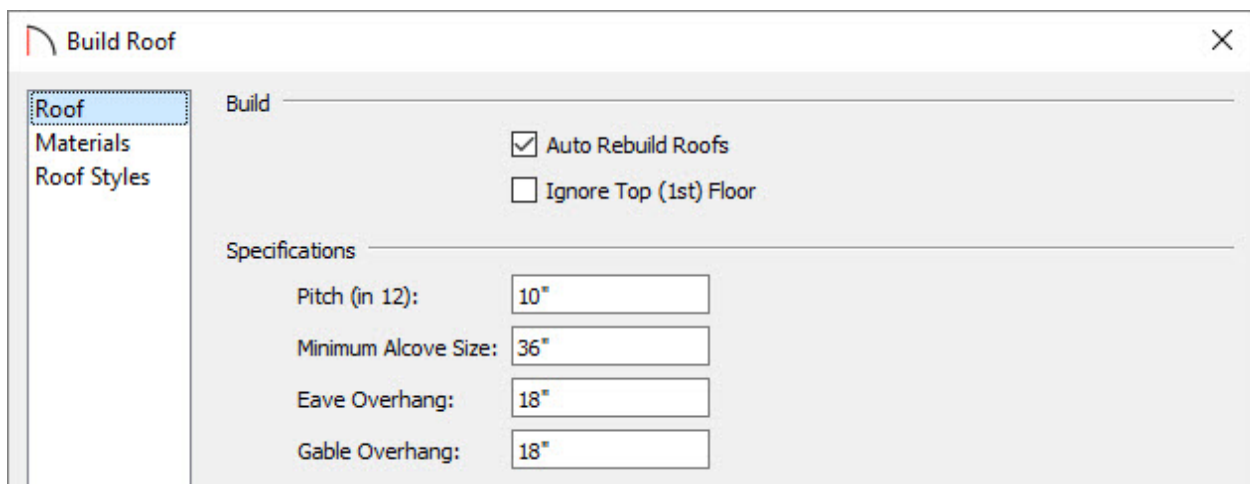 Build Roof
Roof
Materials
Roof Styles
Build
Auto Rebuild Roofs
Ignore Top (1st) Floor
Specifications
Pitch (in 12): 10"
Minimum Alcove Size: 36"
Eave Overhang: 18"
Gable Overhang: 18"